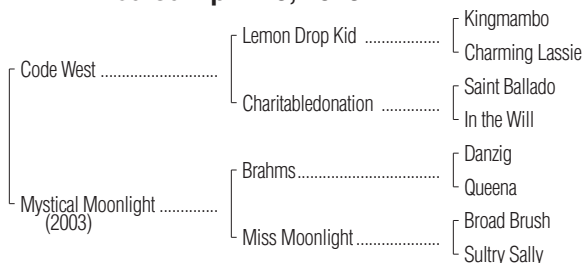 Kingmambo
Lemon Drop Kid ..................
Charming Lassie
Code West ............................
Saint Ballado
Charitabledonation ..............
In the Will
Danzig
Brahms.................................
Queena
Mystical Moonlight ..............
(2003)
Broad Brush
Miss Moonlight....................
Sultry Sally